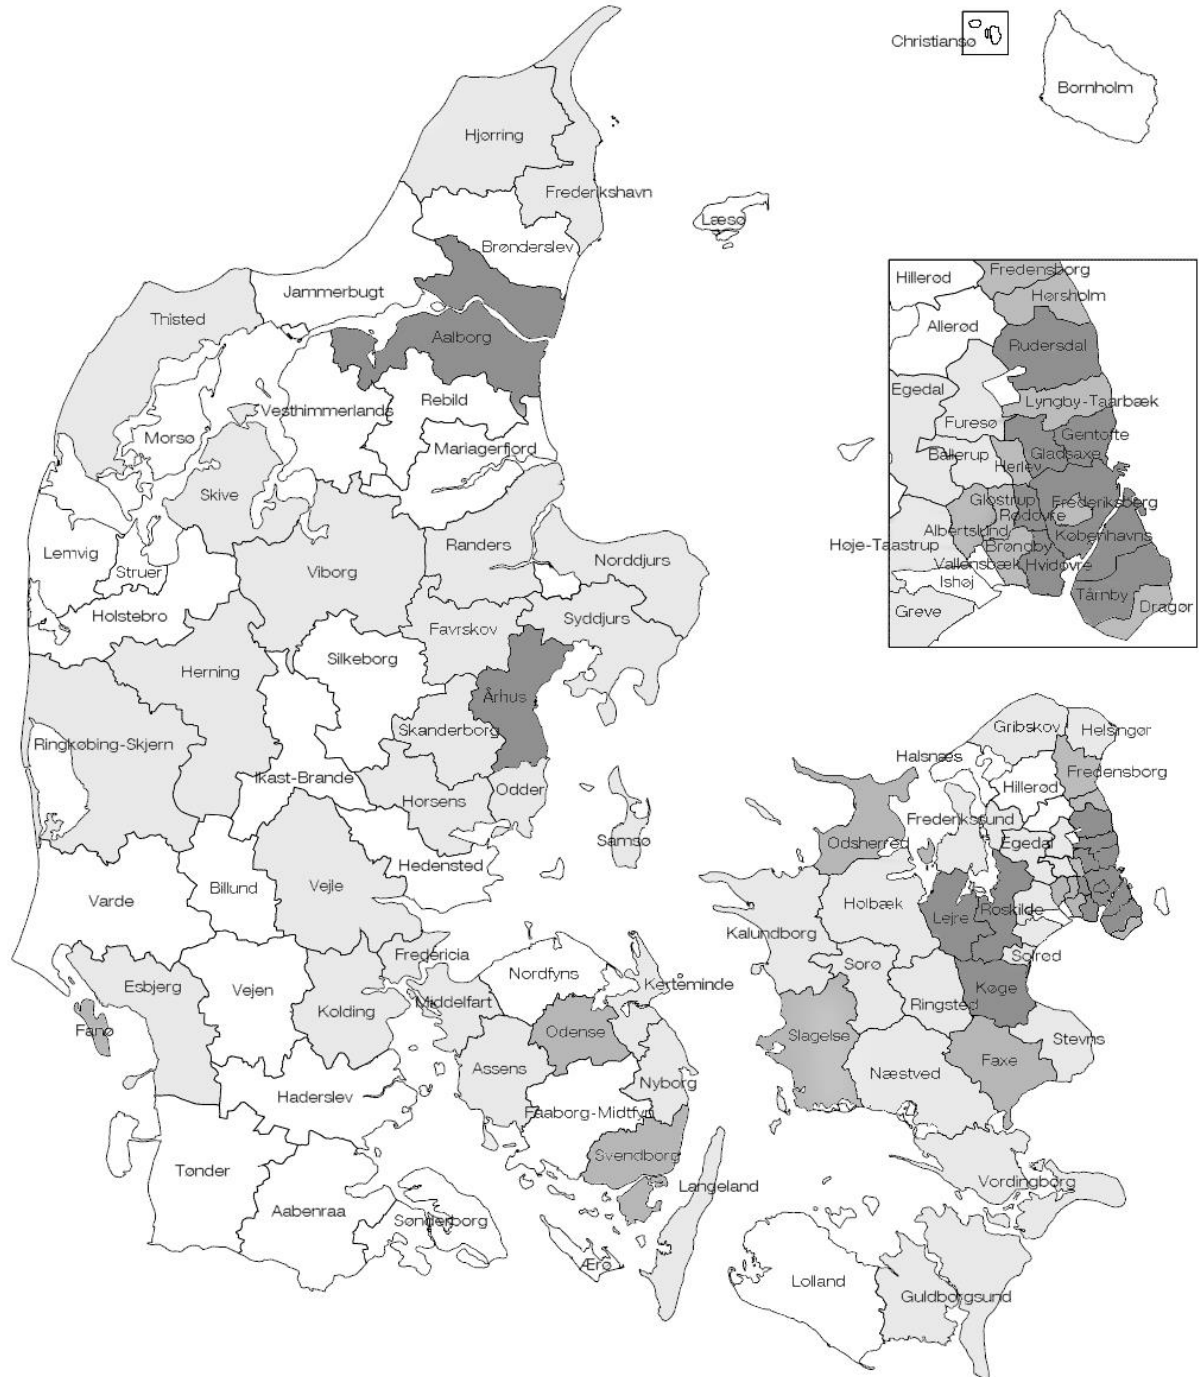 Christiansø
Bornholm
Hjørring
Frederikshavn
Læsø
Brønderslev
Jammerbugt
Thisted
Aalborg
Vesthimmerlands
Rebild
Morsø
Mariagerfjord
Skive
Lemvig
Struer
Viborg
Randers
Norddjurs
Holstebro
Favrskov
Syddjurs
Silkeborg
Herning
Århus
Skanderborg
Ringkøbing-Skjern
Ikast-Brande
Horsens
Odder
Samsø
Hedensted
Billund
Vejle
Varde
Fredericia
Esbjerg
Vejen
Kolding
Middelfart
Nordfyns
Kerteminde
Fanø
Odense
Assens
Nyborg
Haderslev
Faaborg-Midtfyn
Svendborg
Tønder
Langeland
Aabenraa
Sønderborg
Ærø
Hillerød
Fredensborg
Hørsholm
Allerød
Rudersdal
Egedal
Lyngby-Taarbæk
Furesø
Gentofte
Ballerup
Gladsaxe
Herlev
Glostrup
Frederiksberg
Rødovre
Albertslund
Københavns
Høje-Taastrup
Brøndby
Vallensbæk
Hvidovre
Ishøj
Tårnby
Greve
Dragør
Gribskov
Helsingør
Halsnæs
Fredensborg
Hillerød
Frederikssund
Odsherred
Egedal
Holbæk
Lejre
Roskilde
Kalundborg
Solrød
Sorø
Køge
Ringsted
Slagelse
Stevns
Faxe
Næstved
Vordingborg
Lolland
Guldborgsund